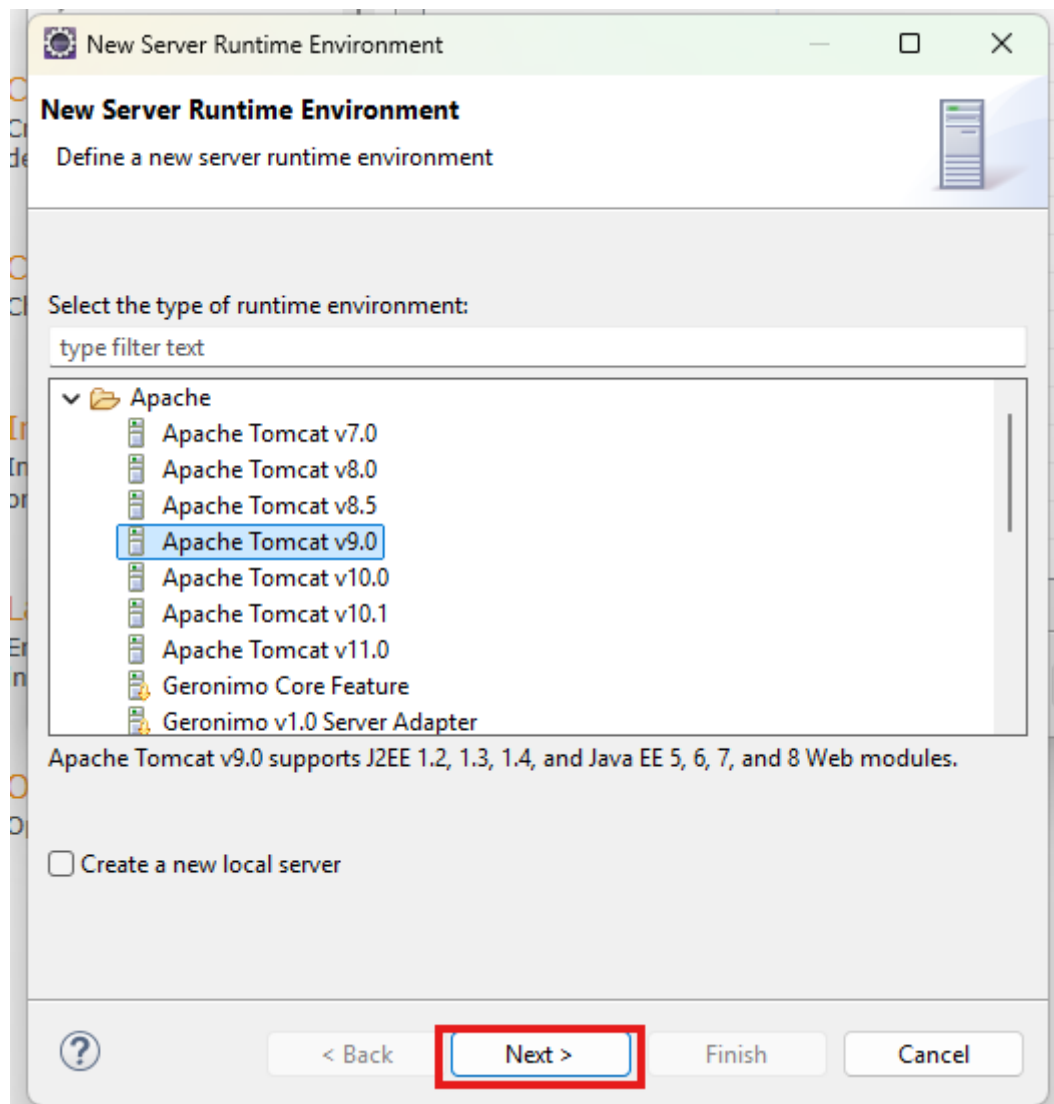 New Server Runtime Environment
New Server Runtime Environment
Define a new server runtime environment
Select the type of runtime environment:
type filter text
Apache
Apache Tomcat v7.0
Apache Tomcat v8.0
Apache Tomcat v8.5
Apache Tomcat v9.0
Apache Tomcat v10.0
Apache Tomcat v10.1
Apache Tomcat v11.0
Geronimo Core Feature
Geronimo v1.0 Server Adapter
Apache Tomcat v9.0 supports J2EE 1.2, 1.3, 1.4, and Java EE 5, 6, 7, and 8 Web modules.
Create a new local server
? < Back Next > Finish Cancel